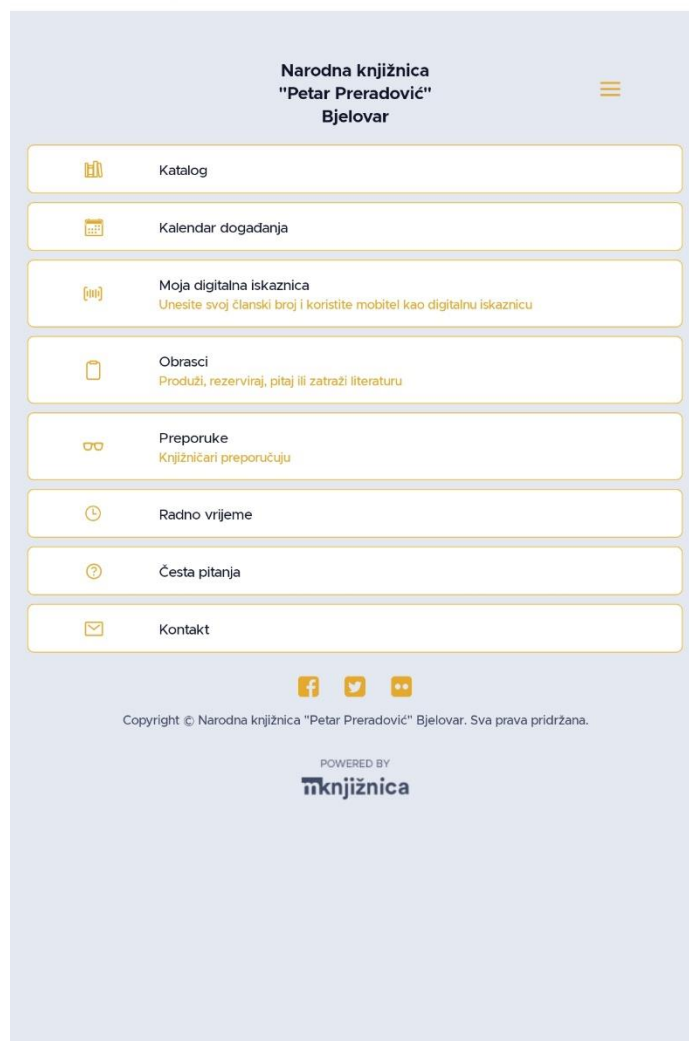 Narodna knjižnica
"Petar Preradović"
Bjelovar
Katalog
Kalendar događanja
Moja digitalna iskaznica
Unesite svoj članski broj i koristite mobitel kao digitalnu iskaznicu
Obrasci
Produži, rezerviraj, pitaj ili zatraži literaturu
Preporuke
Knjižničari preporučuju
Radno vrijeme
Česta pitanja
Kontakt
Copyright © Narodna knjižnica "Petar Preradović" Bjelovar. Sva prava pridržana.
POWERED BY
mknjižnica